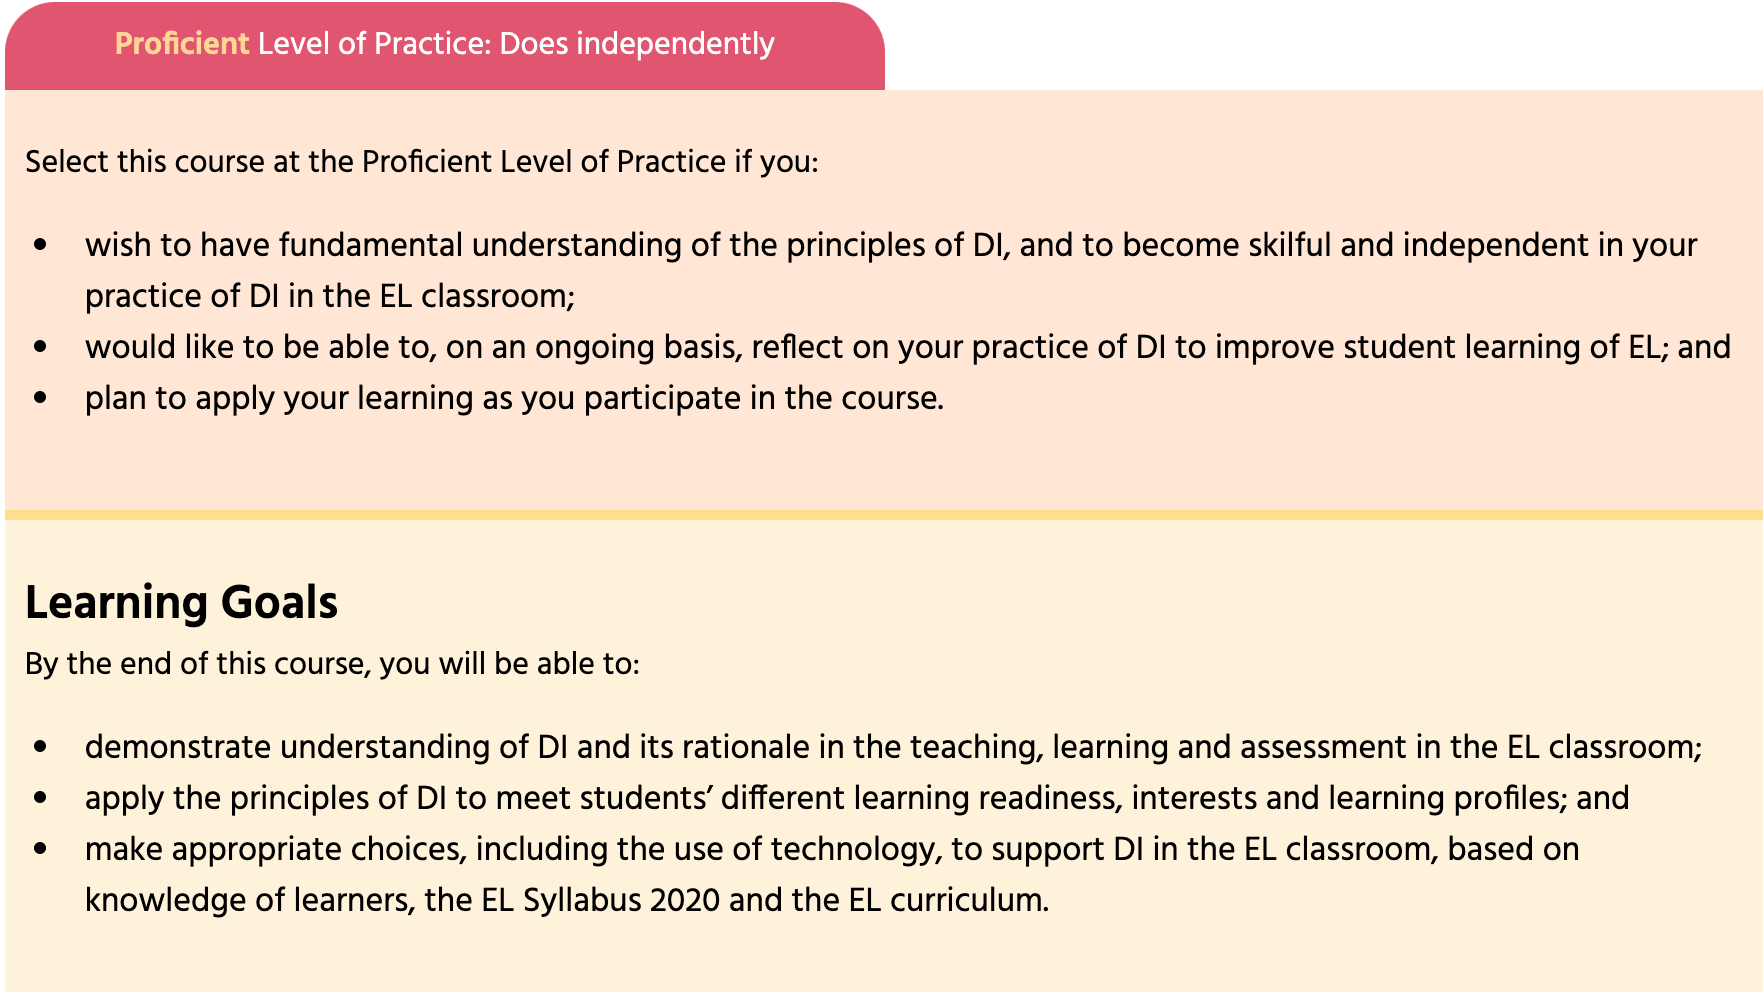 Proficient Level of Practice: Does independently
Select this course at the Proficient Level of Practice if you:
• wish to have fundamental understanding of the principles of DI, and to become skilful and independent in your
practice of DI in the EL classroom;
• would like to be able to, on an ongoing basis, reflect on your practice of DI to improve student learning of EL; and
• plan to apply your learning as you participate in the course.
Learning Goals
By the end of this course, you will be able to:
• demonstrate understanding of DI and its rationale in the teaching, learning and assessment in the EL classroom;
• apply the principles of DI to meet students’ different learning readiness, interests and learning profiles; and
• make appropriate choices, including the use of technology, to support DI in the EL classroom, based on
knowledge of learners, the EL Syllabus 2020 and the EL curriculum.